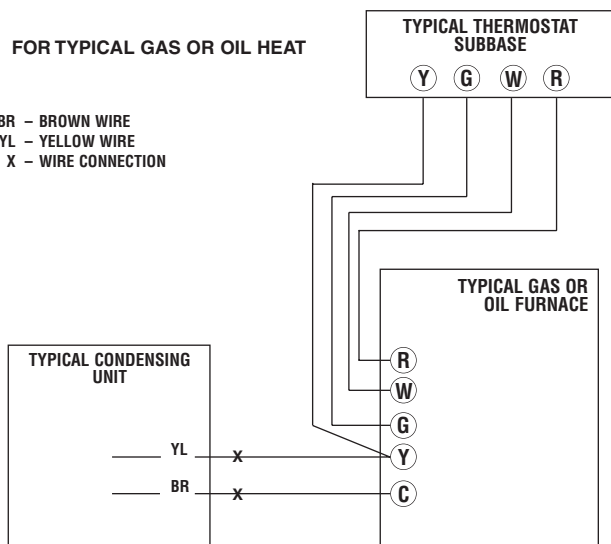 FOR TYPICAL GAS OR OIL HEAT
TYPICAL THERMOSTAT
SUBBASE
Y G W R
BR – BROWN WIRE
YL – YELLOW WIRE
X – WIRE CONNECTION
TYPICAL GAS OR
OIL FURNACE
R
W
G
Y
C
TYPICAL CONDENSING
UNIT
YL X
BR X